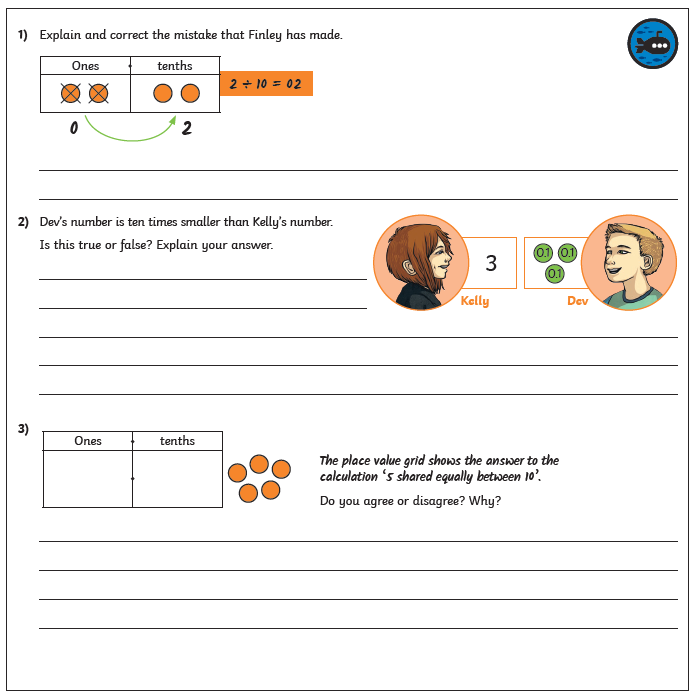 1) Explain and correct the mistake that Finley has made.
Ones tenths
2 ÷ 10 = 02
0 2
2) Dev's number is ten times smaller than Kelly's number.
Is this true or false? Explain your answer.
3
0.1 0.1
0.1
Kelly Dev
3)
Ones tenths
The place value grid shows the answer to the
calculation ‘5 shared equally between 10’.
Do you agree or disagree? Why?